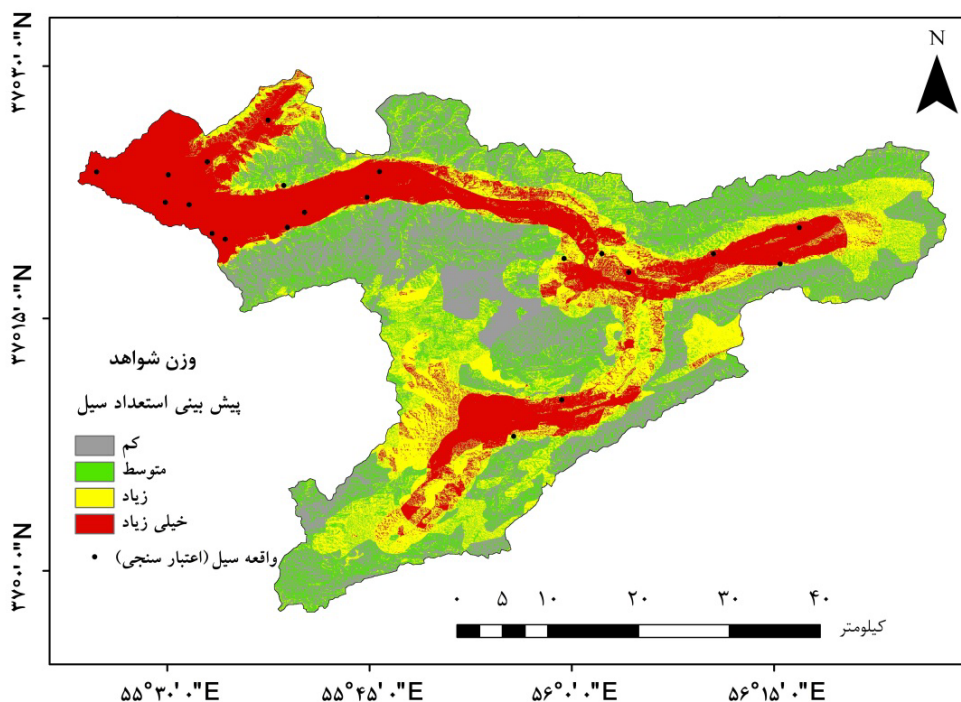 N
۳۷°۳۰'۰"N
۳۷°۱۵'۰"N
۳۷°۰'۰"N
وزن شواهد
پیش بینی استعداد سیل
کم
متوسط
زیاد
خیلی زیاد
واقعه سیل (اعتبار سنجی)
۰ ۵ ۱۰ ۲۰ ۳۰ ۴۰
کیلومتر
۵۵°۳۰'۰"E ۵۵°۴۵'۰"E ۵۶°۰'۰"E ۵۶°۱۵'۰"E